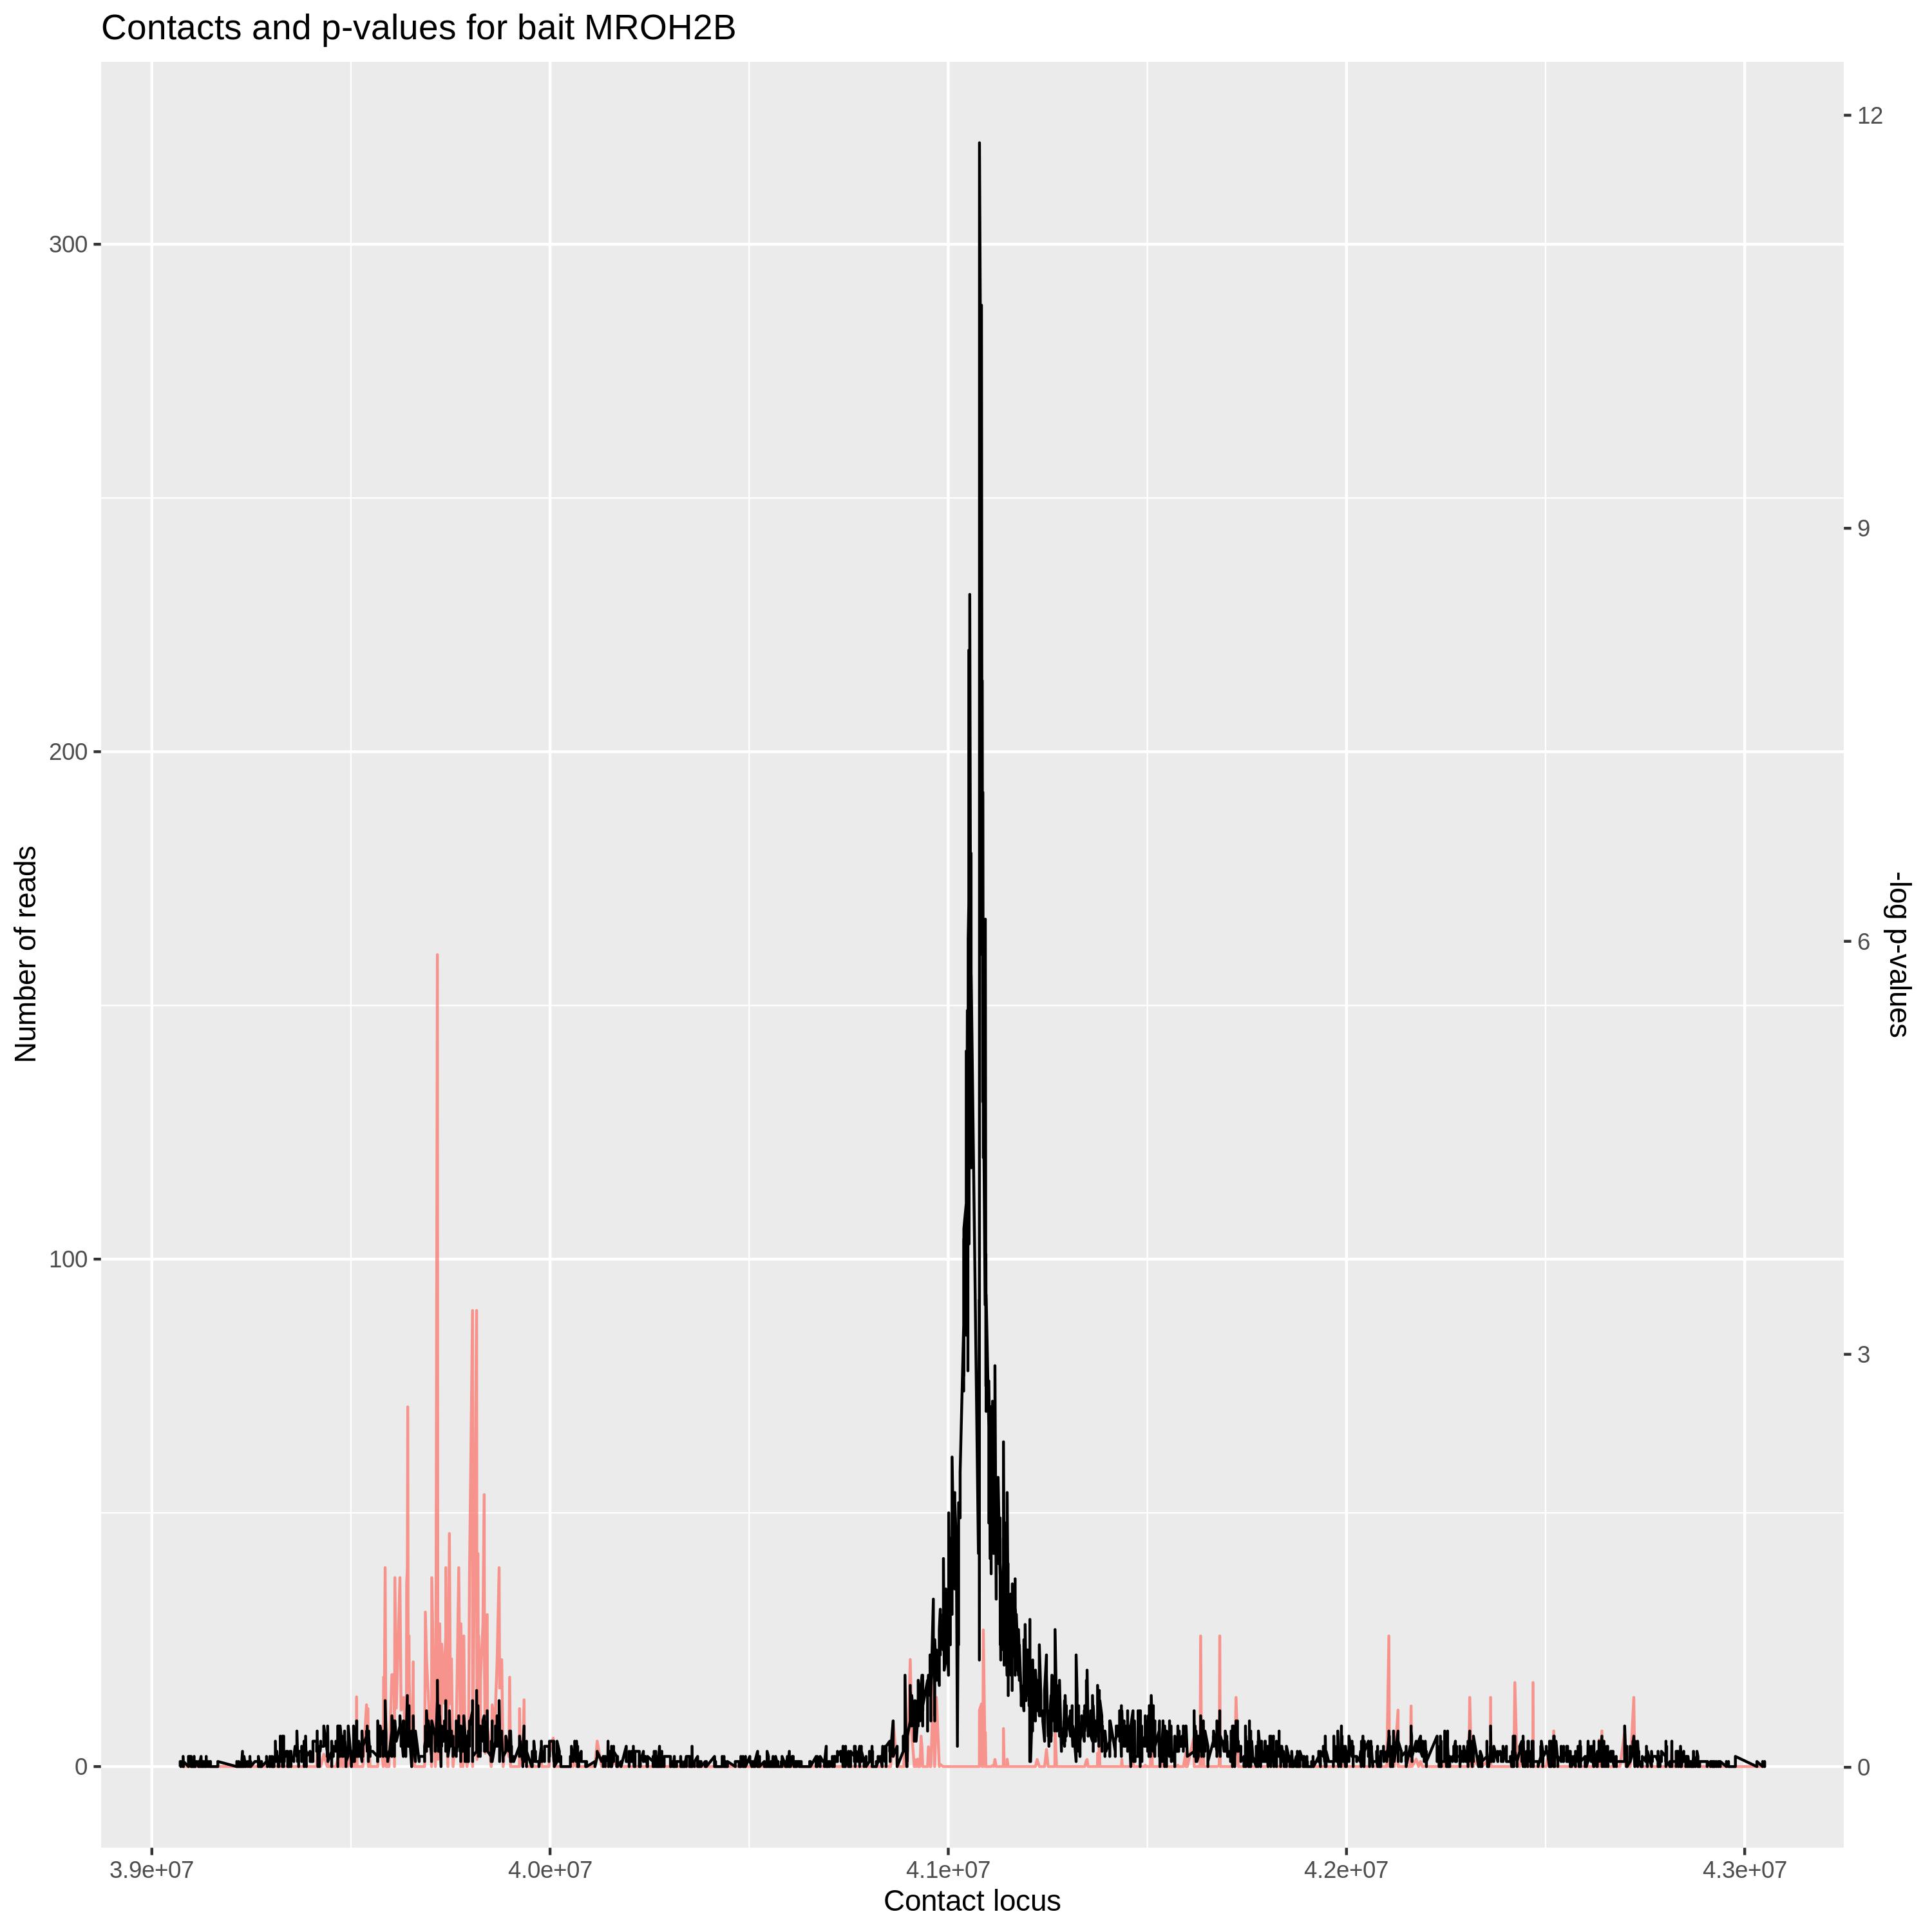 Contacts and p-values for bait MROH2B
Number of reads
300
200
100
0
12
9
6
3
0
-log p-values
3.9e+07 4.0e+07 4.1e+07 4.2e+07 4.3e+07
Contact locus